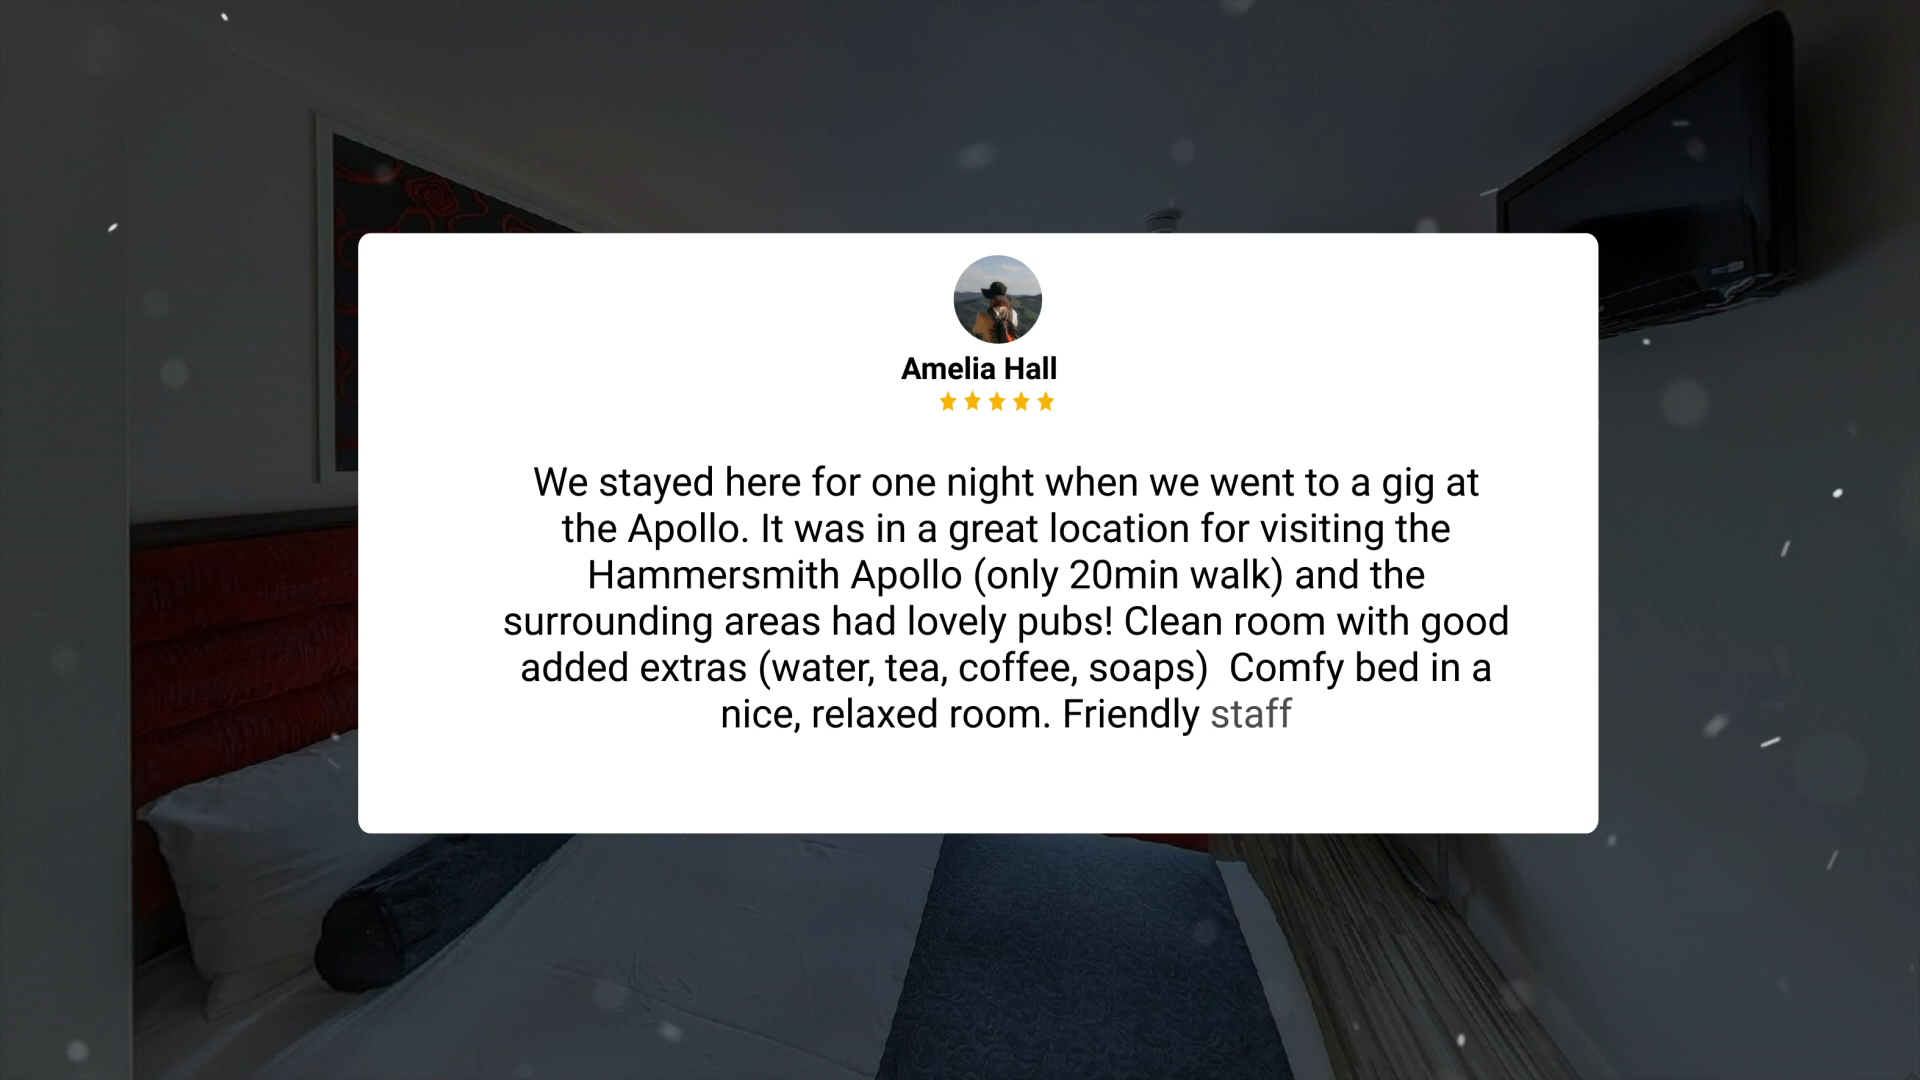 Amelia Hall
We stayed here for one night when we went to a gig at
the Apollo. It was in a great location for visiting the
Hammersmith Apollo (only 20min walk) and the
surrounding areas had lovely pubs! Clean room with good
added extras (water, tea, coffee, soaps)  Comfy bed in a
nice, relaxed room. Friendly staff